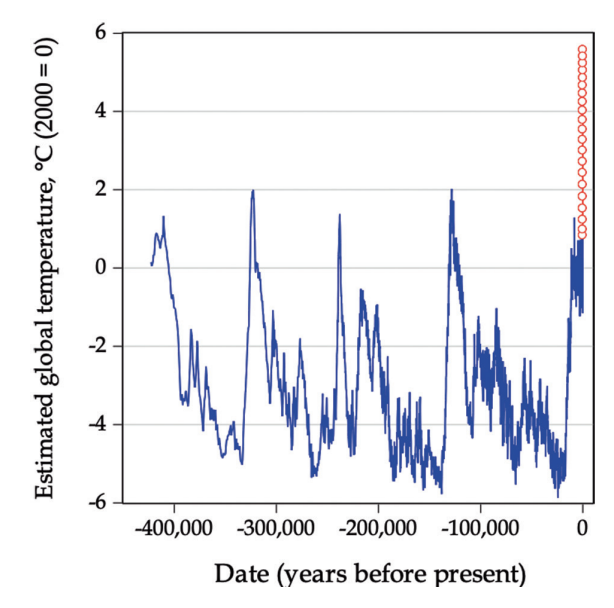 Estimated global temperature, °C (2000 = 0)
6
4
2
0
-2
-4
-6
-400,000 -300,000 -200,000 -100,000 0
Date (years before present)